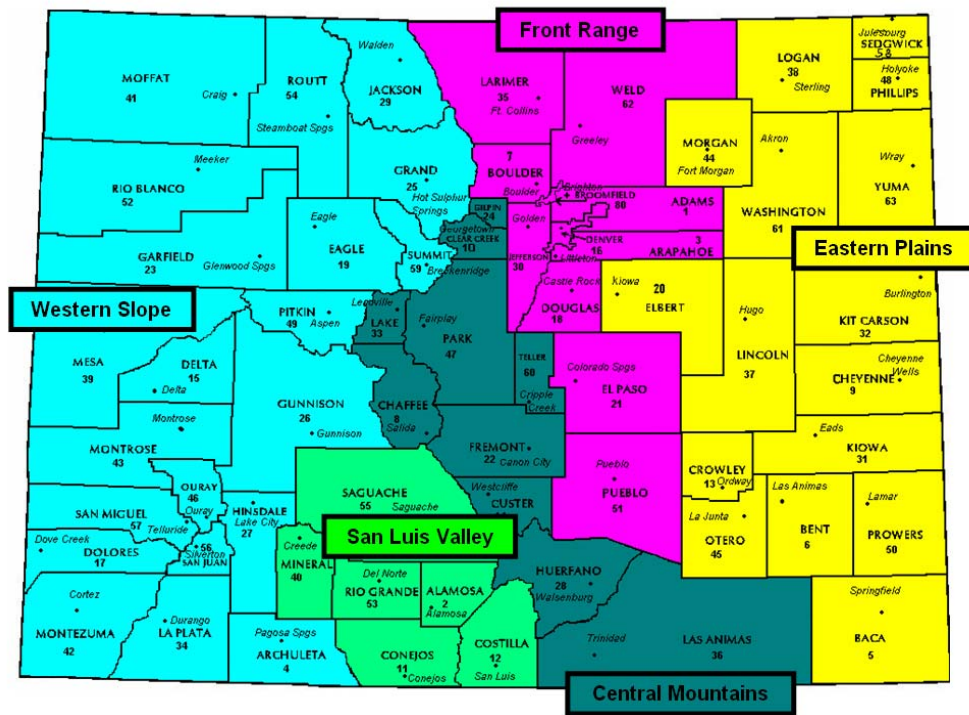 Front Range
Julesburg
SEDGWICK
58
Walden
LOGAN
38
Sterling
Holyoke
48
PHILLIPS
MOFFAT
41
Craig
ROUTT
54
Steamboat Spgs
JACKSON
29
LARIMER
35
Ft. Collins
WELD
62
Greeley
MORGAN
44
Fort Morgan
Akron
WASHINGTON
61
Wray
YUMA
63
Meeker
RIO BLANCO
52
GRAND
25
Hot Sulphur
Springs
7
BOULDER
Boulder
Brighton
BROOMFIELD
80
ADAMS
1
GILPIN
24
Georgetown
CLEAR CREEK
10
Golden
JEFFERSON
30
DENVER
16
3
ARAPAHOE
Littleton
Eastern Plains
GARFIELD
23
Glenwood Spgs
Eagle
EAGLE
19
SUMMIT
59
Breckenridge
Western Slope
PITKIN
49
Aspen
Leadville
LAKE
33
Fairplay
PARK
47
Castle Rock
DOUGLAS
18
Kiowa
20
ELBERT
Hugo
LINCOLN
37
Burlington
KIT CARSON
32
MESA
39
DELTA
15
Delta
GUNNISON
26
Gunnison
CHAFFEE
8
Salida
TELLER
60
Cripple
Creek
Colorado Spgs
EL PASO
21
Cheyenne
Wells
CHEYENNE
9
Montrose
MONTROSE
43
OURAY
46
Ouray
FREMONT
22
Canon City
Pueblo
PUEBLO
51
CROWLEY
13
Ordway
Eads
KIOWA
31
SAN MIGUEL
57
Telluride
HINSDALE
Lake City
27
SAGUACHE
55
Saguache
Westcliffe
CUSTER
La Junta
OTERO
45
Las Animas
BENT
6
Lamar
PROWERS
50
San Luis Valley
Dove Creek
DOLORES
17
56
Silverton
SAN JUAN
Creede
MINERAL
40
Del Norte
RIO GRANDE
53
ALAMOSA
2
Alamosa
HUERFANO
28
Walsenburg
Cortez
MONTEZUMA
42
Durango
LA PLATA
34
Pagosa Spgs
ARCHULETA
4
CONEJOS
11
Conejos
COSTILLA
12
San Luis
Trinidad
LAS ANIMAS
36
Springfield
BACA
5
Central Mountains